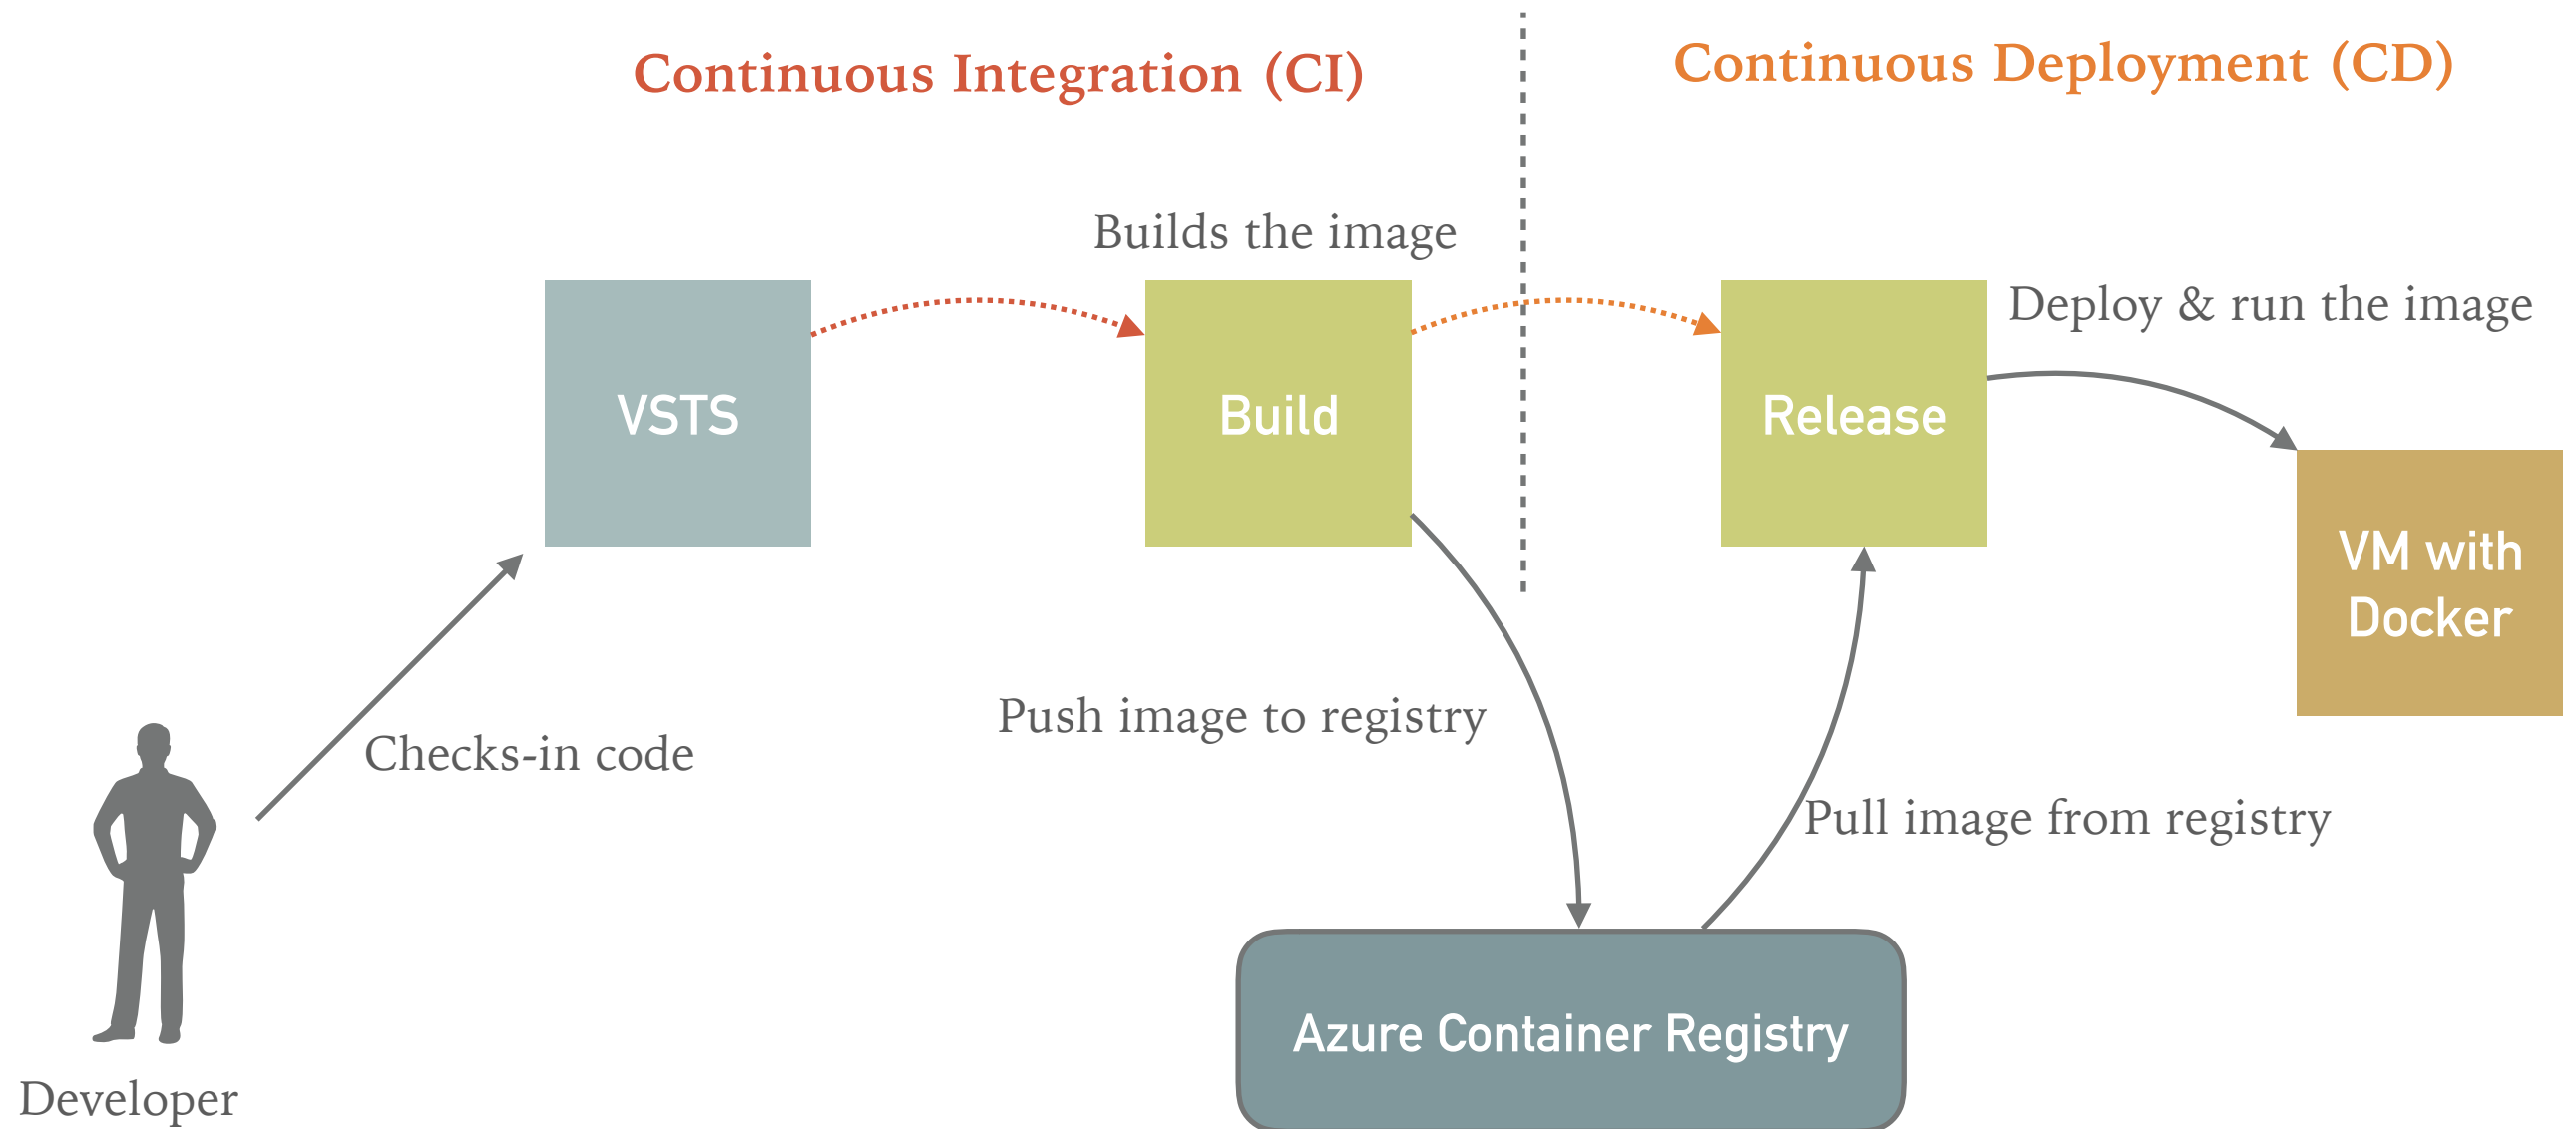 Continuous Integration (CI)
Continuous Deployment (CD)
Builds the image
Deploy & run the image
VSTS
Build
Release
VM with
Docker
Push image to registry
Checks-in code
Pull image from registry
Azure Container Registry
Developer